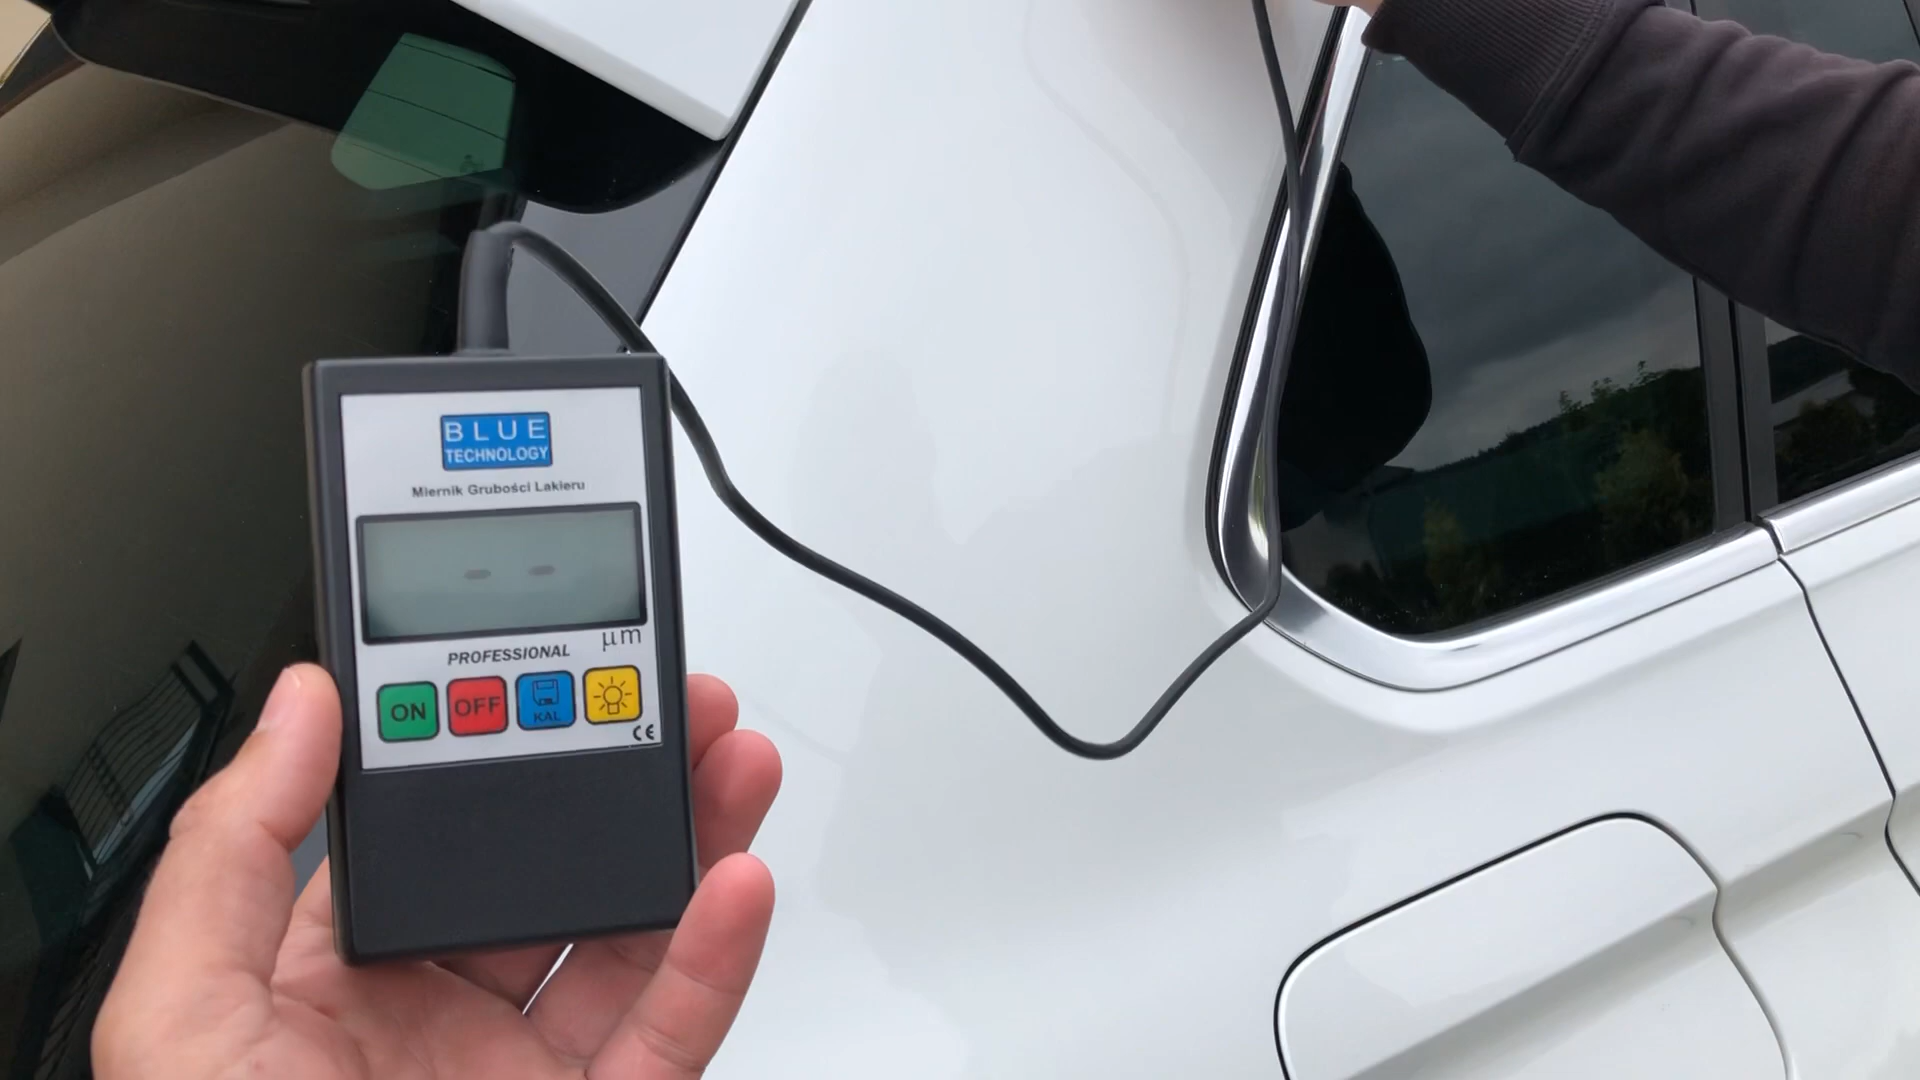 BLUE
TECHNOLOGY
Miernik Grubości Lakieru
- -
µm
PROFESSIONAL
ON
OFF
KAL
CE